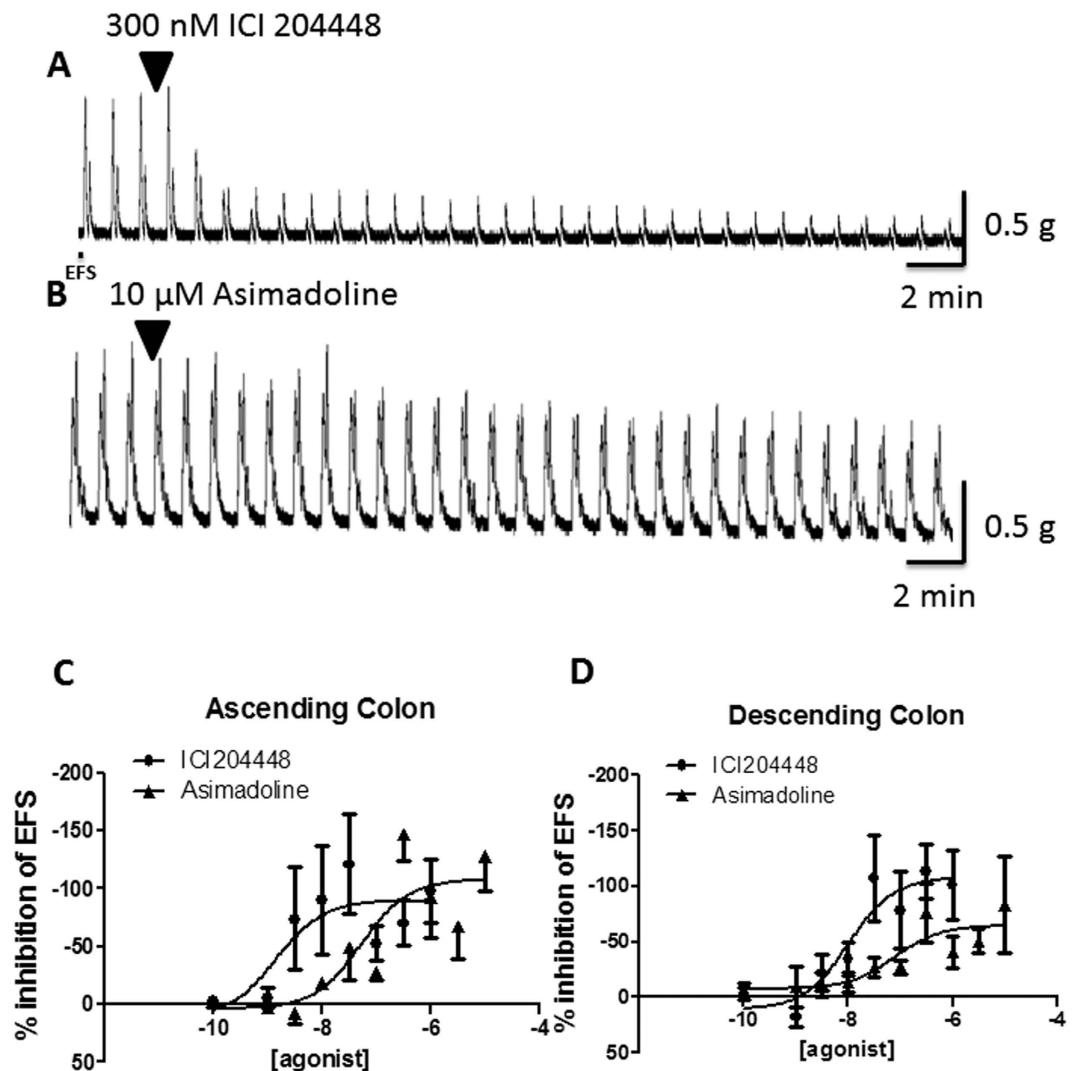 300 nM ICI 204448
A
0.5 g
EFS
2 min
B 10 µM Asimadoline
0.5 g
2 min
C
Ascending Colon
ICI204448
Asimadoline
% inhibition of EFS
-200
-150
-100
-50
0
50
-10
-8
-6
-4
[agonist]
D
Descending Colon
ICI204448
Asimadoline
% inhibition of EFS
-200
-150
-100
-50
0
50
-10
-8
-6
-4
[agonist]